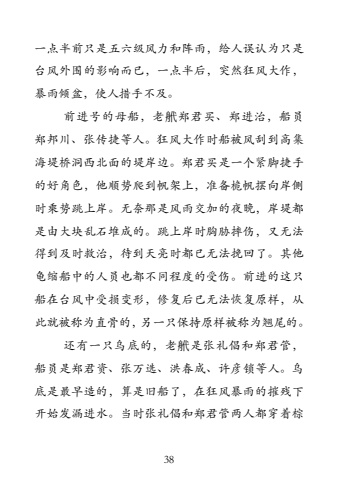 一点半前只是五六级风力和阵雨，给人误认为只是
台风外围的影响而已，一点半后，突然狂风大作，
暴雨倾盆，使人措手不及。
前进号的母船，老舭郑君买、郑进治，船员
郑邦川、张传捷等人。狂风大作时船被风刮到高集
海堤桥洞西北面的堤岸边。郑君买是一个紧脚捷手
的好角色，他顺势爬到帆架上，准备桅帆摆向岸侧
时乘势跳上岸。无奈那是风雨交加的夜晚，岸堤都
是由大块乱石堆成的。跳上岸时胸胁摔伤，又无法
得到及时救治，待到天亮时都已无法挽回了。其他
龟缩船中的人员也都不同程度的受伤。前进的这只
船在台风中受损变形，修复后已无法恢复原样，从
此就被称为直骨的，另一只保持原样被称为翘尾的。
还有一只乌底的，老舭是张礼倡和郑君管，
船员是郑君资、张万选、洪春成、许彦锁等人。乌
底是最早造的，算是旧船了，在狂风暴雨的摧残下
开始发漏进水。当时张礼倡和郑君管两人都穿着棕
38